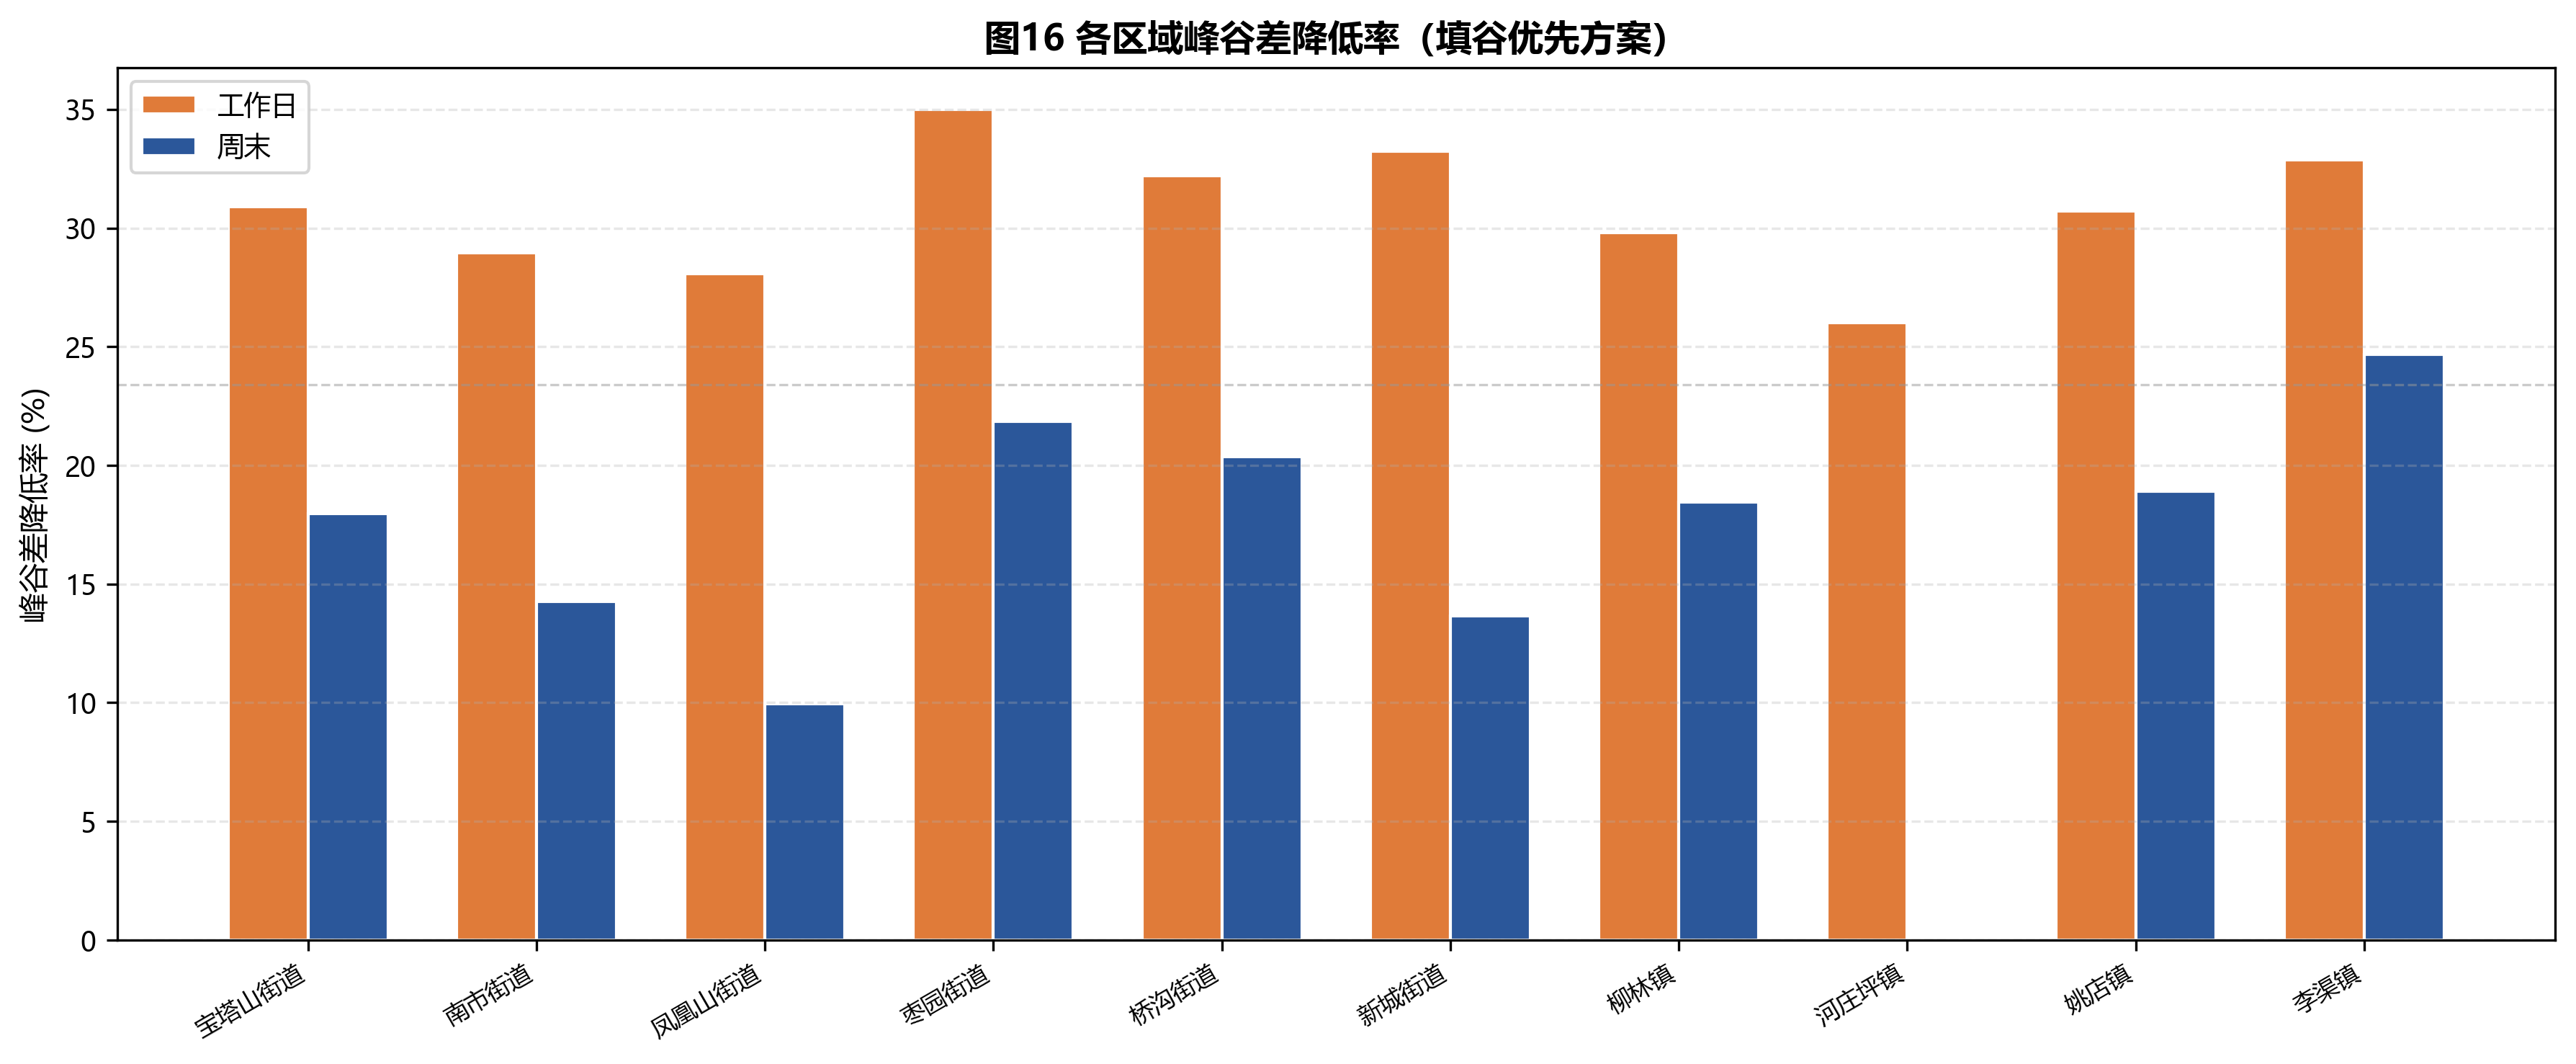 图16 各区域峰谷差降低率（填谷优先方案）
工作日
周末
峰谷差降低率 (%)
35
30
25
20
15
10
5
0
宝塔山街道
南市街道
凤凰山街道
枣园街道
桥沟街道
新城街道
柳林镇
河庄坪镇
姚店镇
李渠镇